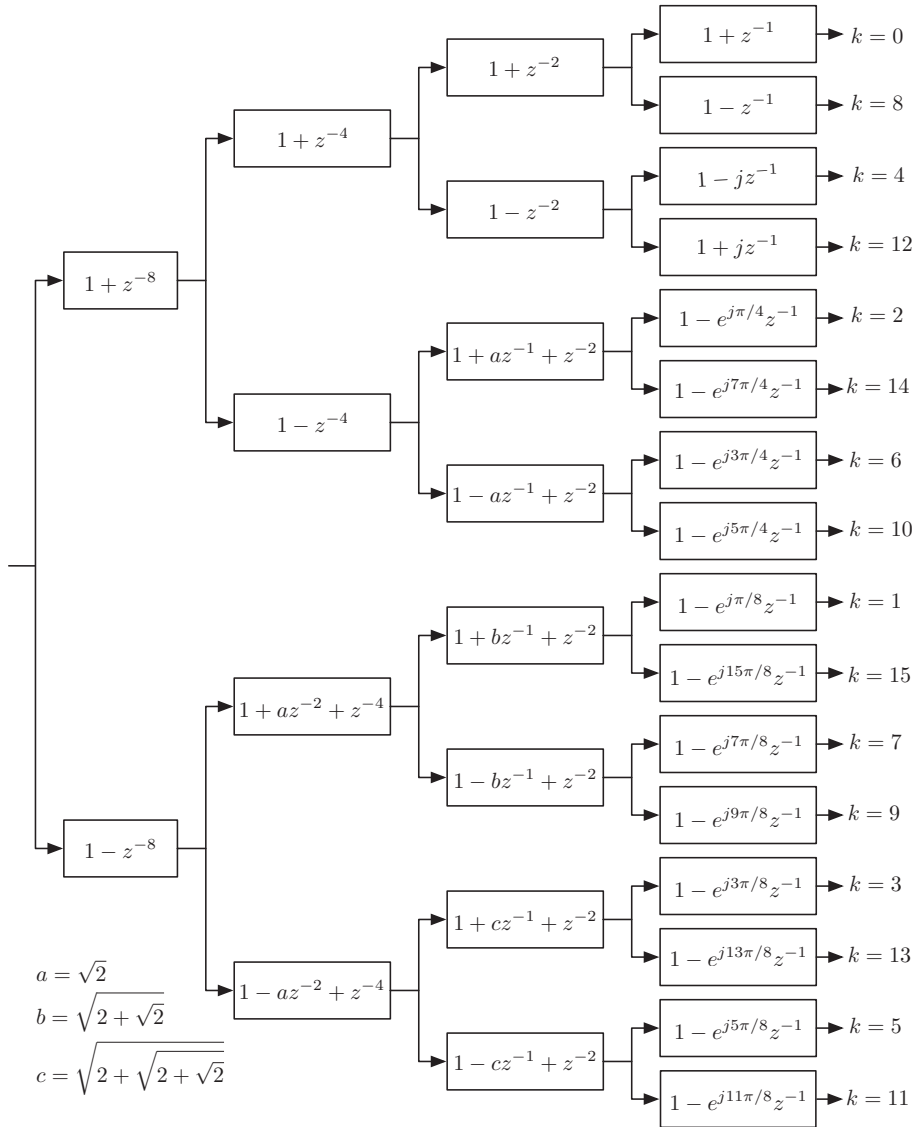 1 + z^{-8}
1 − z^{-8}
1 + z^{-4}
1 − z^{-4}
1 + az^{-2} + z^{-4}
1 − az^{-2} + z^{-4}
1 + z^{-2}
1 − z^{-2}
1 + az^{-1} + z^{-2}
1 − az^{-1} + z^{-2}
1 + bz^{-1} + z^{-2}
1 − bz^{-1} + z^{-2}
1 + cz^{-1} + z^{-2}
1 − cz^{-1} + z^{-2}
1 + z^{-1} k = 0
1 − z^{-1} k = 8
1 − jz^{-1} k = 4
1 + jz^{-1} k = 12
1 − e^{jπ/4}z^{-1} k = 2
1 − e^{j7π/4}z^{-1} k = 14
1 − e^{j3π/4}z^{-1} k = 6
1 − e^{j5π/4}z^{-1} k = 10
1 − e^{jπ/8}z^{-1} k = 1
1 − e^{j15π/8}z^{-1} k = 15
1 − e^{j7π/8}z^{-1} k = 7
1 − e^{j9π/8}z^{-1} k = 9
1 − e^{j3π/8}z^{-1} k = 3
1 − e^{j13π/8}z^{-1} k = 13
1 − e^{j5π/8}z^{-1} k = 5
1 − e^{j11π/8}z^{-1} k = 11
a = √2
b = √(2 + √2)
c = √(2 + √(2 + √2))